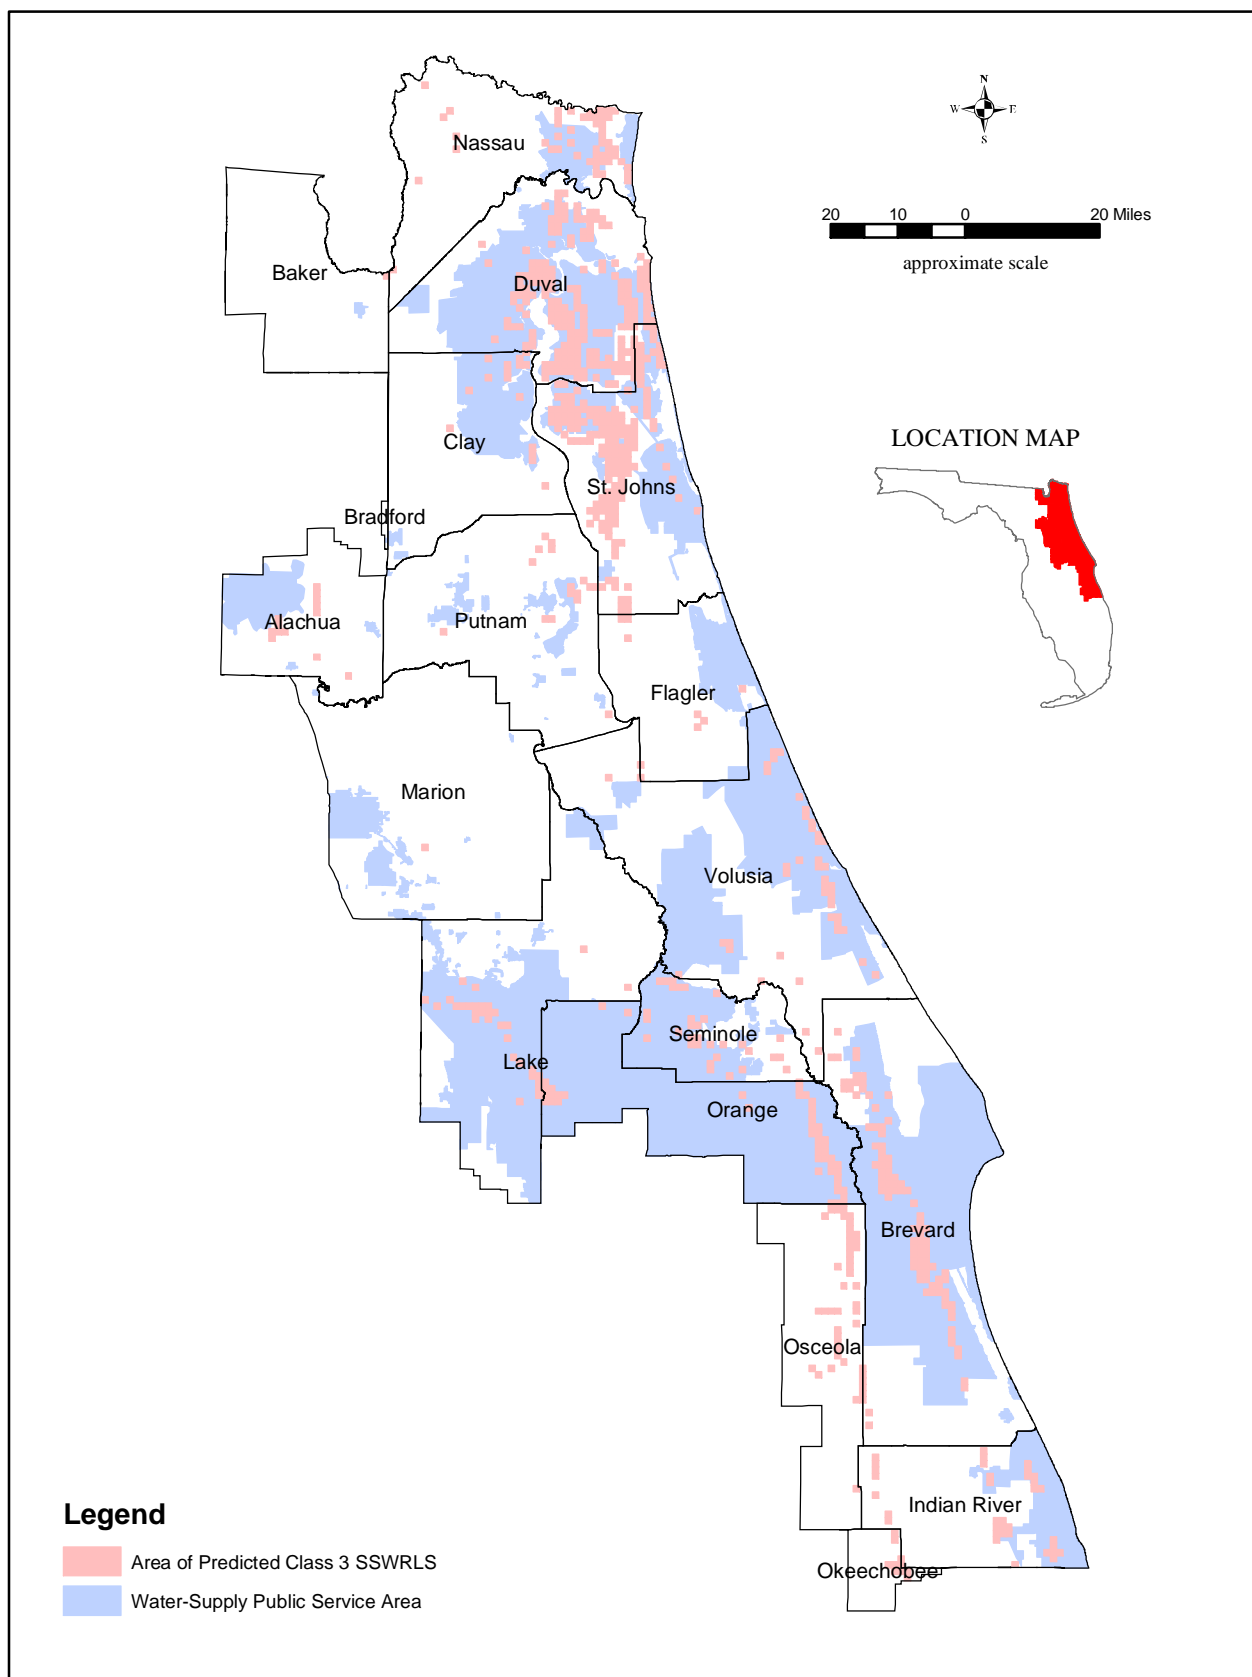 N
W E
S
Nassau
20 10 0 20 Miles
approximate scale
Baker
Duval
LOCATION MAP
Clay
St. Johns
Bradford
Alachua
Putnam
Flagler
Marion
Volusia
Seminole
Lake
Orange
Brevard
Osceola
Indian River
Okeechobee
Legend
Area of Predicted Class 3 SSWRLS
Water-Supply Public Service Area